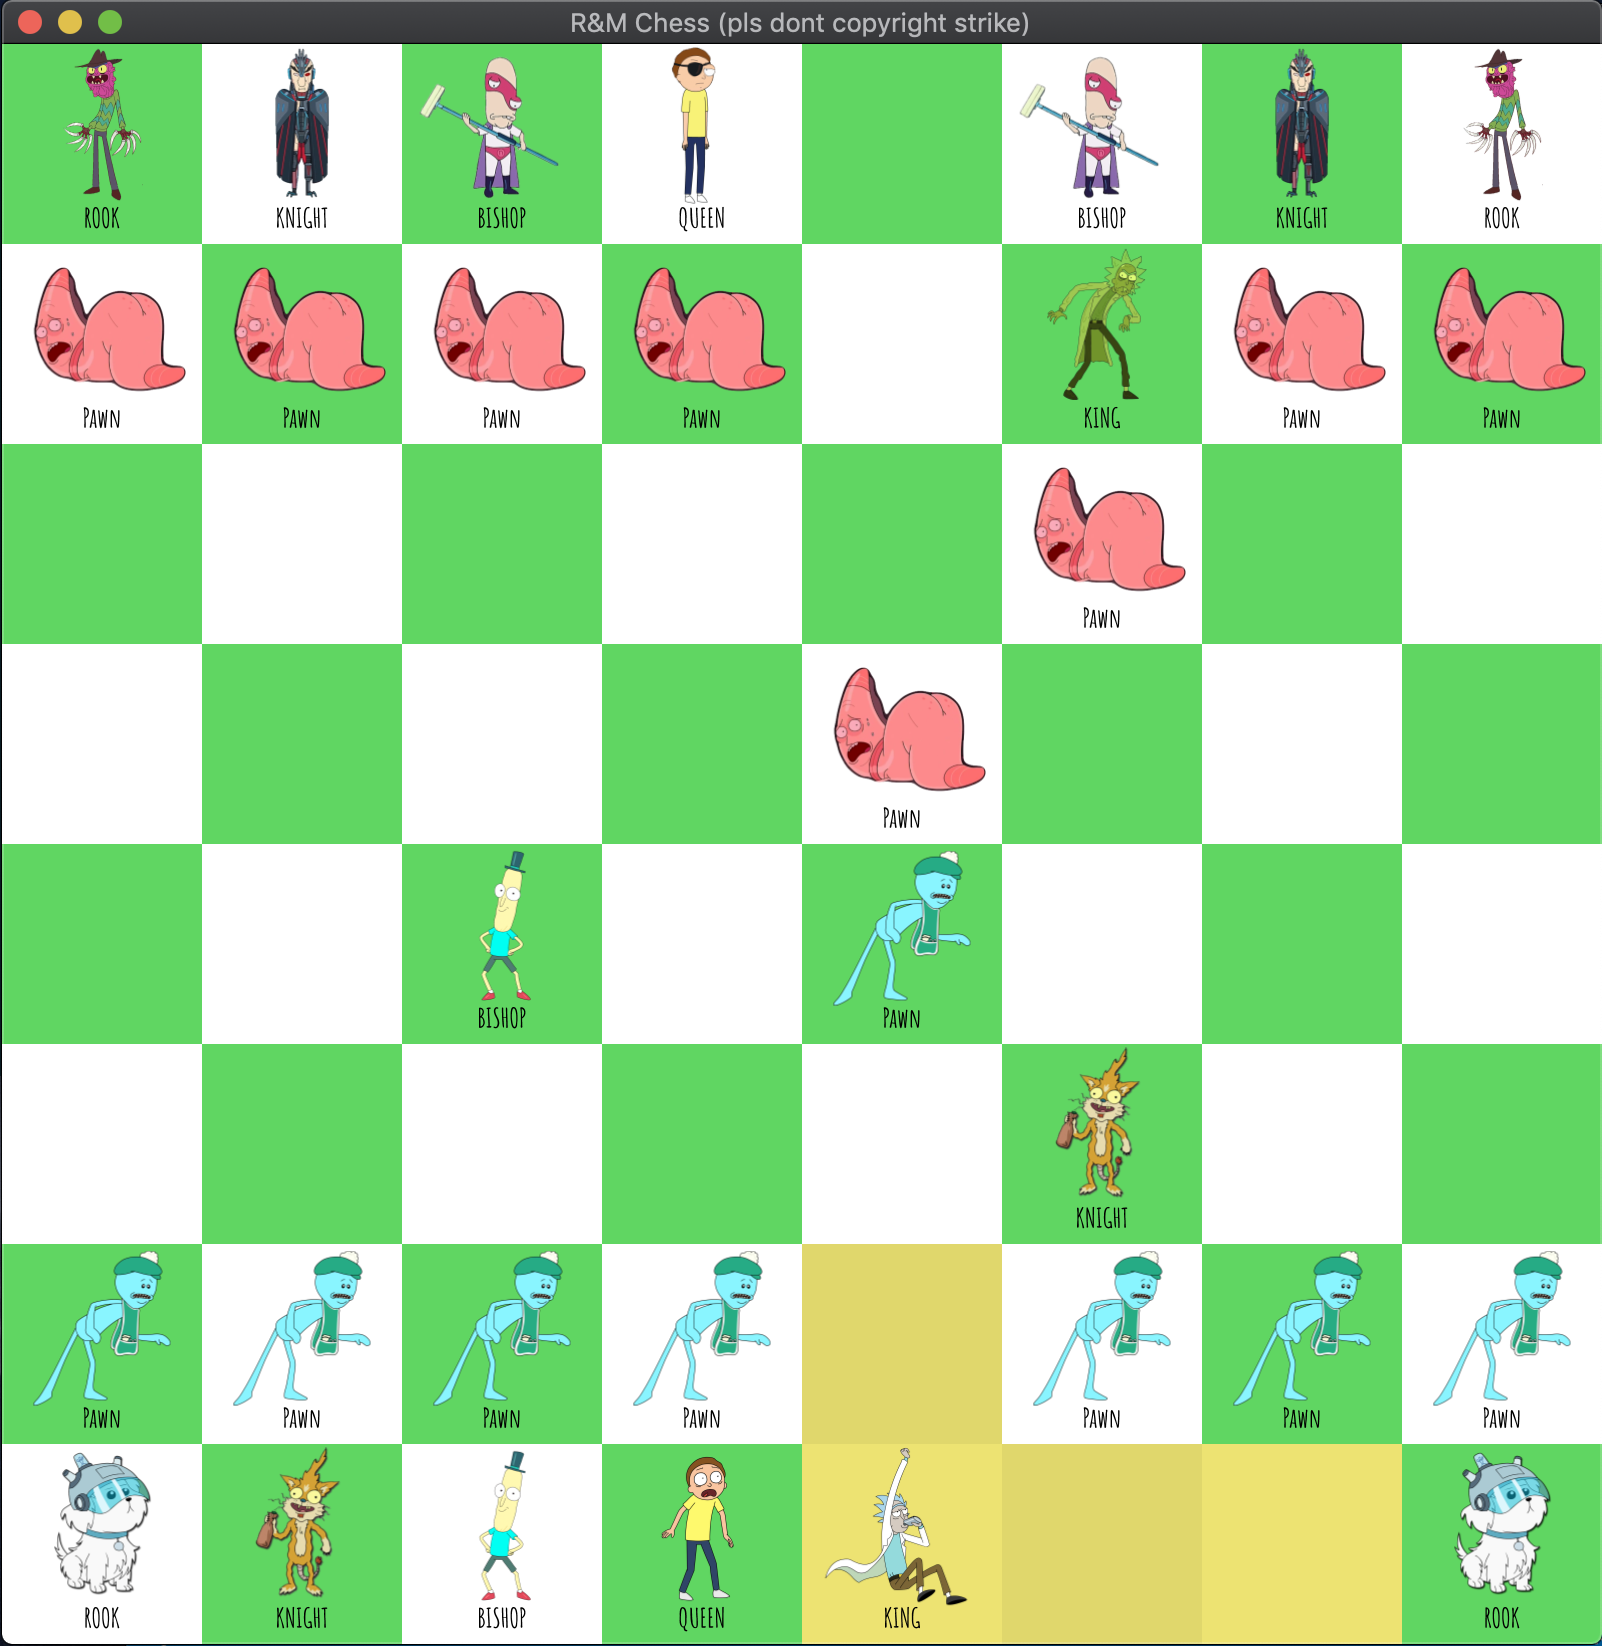 R&M Chess (pls dont copyright strike)
ROOK KNIGHT BISHOP QUEEN BISHOP KNIGHT ROOK
PAWN PAWN PAWN PAWN KING PAWN PAWN
PAWN
PAWN
BISHOP PAWN
KNIGHT
PAWN PAWN PAWN PAWN PAWN PAWN PAWN
ROOK KNIGHT BISHOP QUEEN KING ROOK